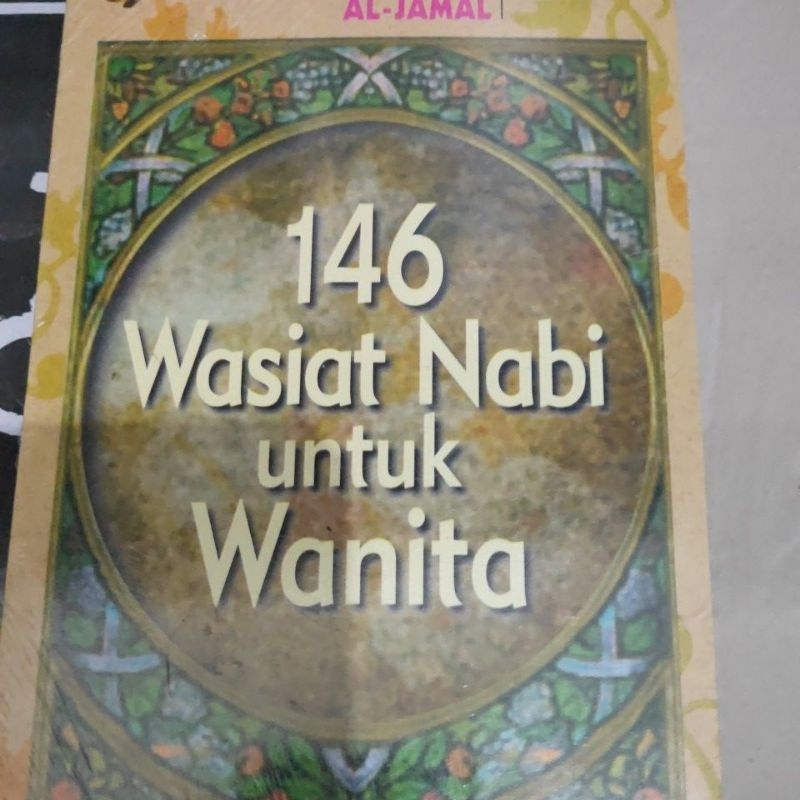 AL-JAMAL
146
Wasiat Nabi
untuk
Wanita